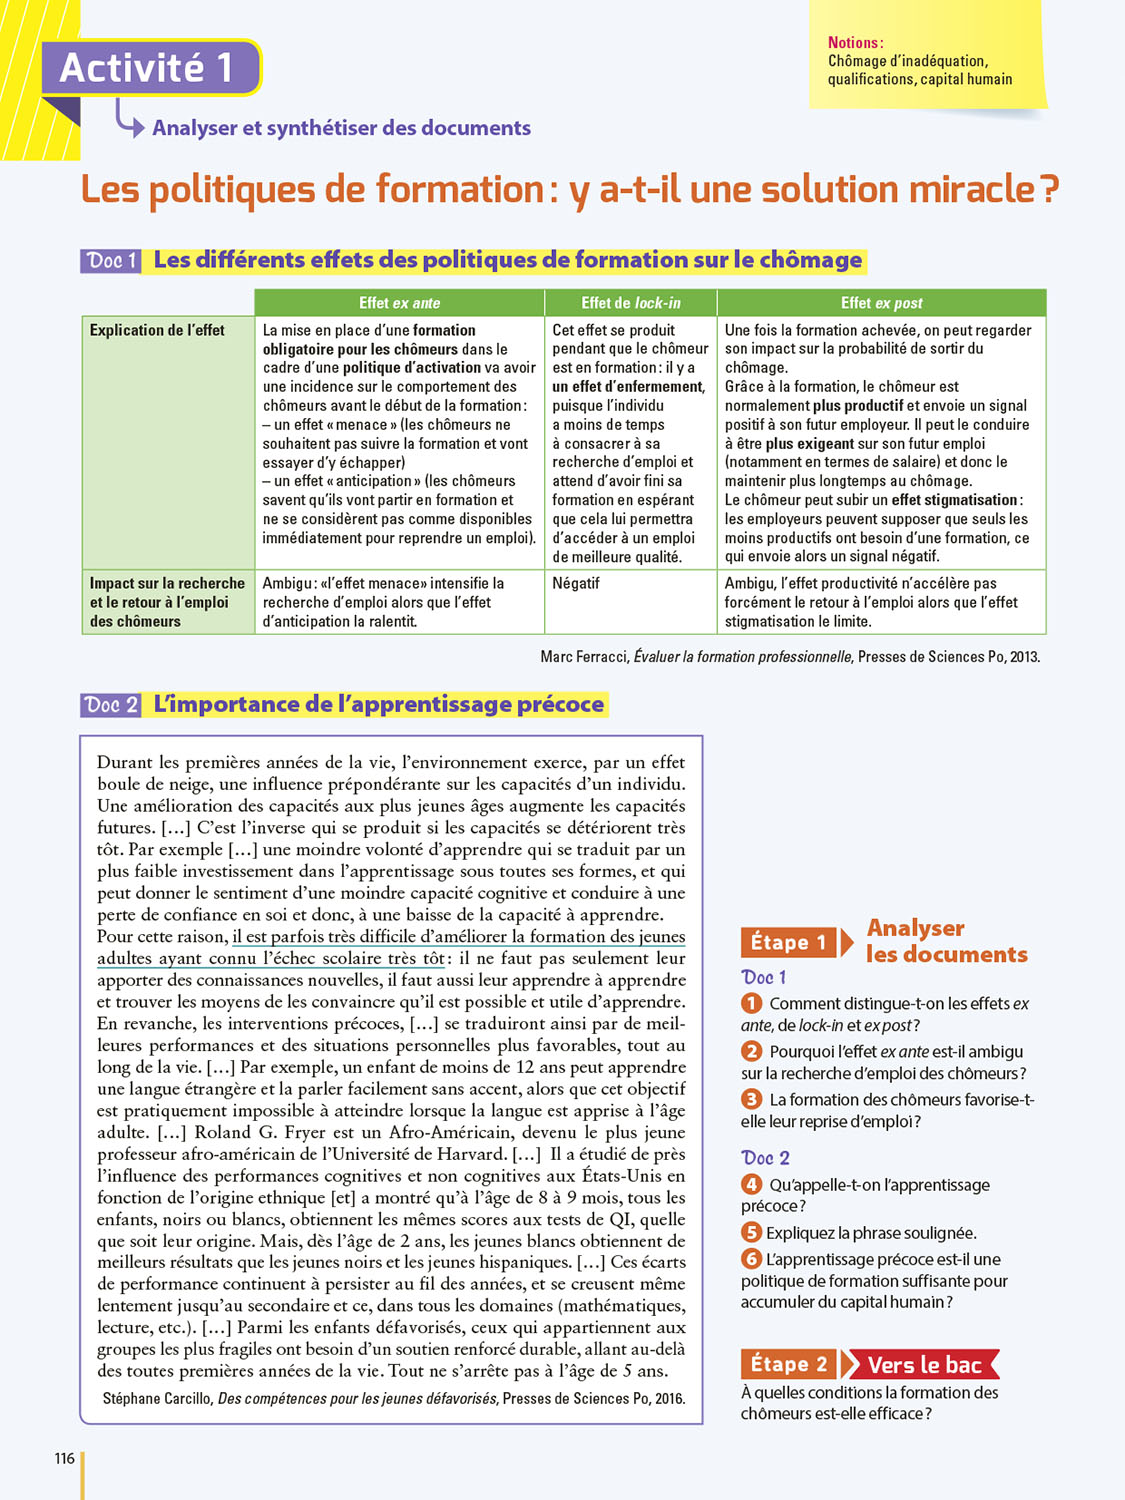 Notions :
Chômage d'inadéquation,
qualifications, capital humain
Activité 1
Analyser et synthétiser des documents
Les politiques de formation : y a-t-il une solution miracle ?
Doc 1 Les différents effets des politiques de formation sur le chômage
Effet ex ante
Effet de lock-in
Effet ex post
Explication de l'effet
La mise en place d'une formation
obligatoire pour les chômeurs dans le
cadre d'une politique d'activation va avoir
une incidence sur le comportement des
chômeurs avant le début de la formation :
– un effet « menace » (les chômeurs ne
souhaitent pas suivre la formation et vont
essayer d'y échapper)
– un effet « anticipation » (les chômeurs
savent qu'ils vont partir en formation et
ne se considèrent pas comme disponibles
immédiatement pour reprendre un emploi).
Cet effet se produit
pendant que le chômeur
est en formation : il y a
un effet d'enfermement,
puisque l'individu
a moins de temps
à consacrer à sa
recherche d'emploi et
attend d'avoir fini sa
formation en espérant
que cela lui permettra
d'accéder à un emploi
de meilleure qualité.
Une fois la formation achevée, on peut regarder
son impact sur la probabilité de sortir du
chômage.
Grâce à la formation, le chômeur est
normalement plus productif et envoie un signal
positif à son futur employeur. Il peut le conduire
à être plus exigeant sur son futur emploi
(notamment en termes de salaire) et donc le
maintenir plus longtemps au chômage.
Le chômeur peut subir un effet stigmatisation :
les employeurs peuvent supposer que seuls les
moins productifs ont besoin d'une formation, ce
qui envoie alors un signal négatif.
Impact sur la recherche
et le retour à l'emploi
des chômeurs
Ambigu : «l'effet menace» intensifie la
recherche d'emploi alors que l'effet
d'anticipation la ralentit.
Négatif
Ambigu, l'effet productivité n'accélère pas
forcément le retour à l'emploi alors que l'effet
stigmatisation le limite.
Marc Ferracci, Évaluer la formation professionnelle, Presses de Sciences Po, 2013.
Doc 2 L'importance de l'apprentissage précoce
Durant les premières années de la vie, l'environnement exerce, par un effet
boule de neige, une influence prépondérante sur les capacités d'un individu.
Une amélioration des capacités aux plus jeunes âges augmente les capacités
futures. [...] C'est l'inverse qui se produit si les capacités se détériorent très
tôt. Par exemple [...] une moindre volonté d'apprendre qui se traduit par un
plus faible investissement dans l'apprentissage sous toutes ses formes, et qui
peut donner le sentiment d'une moindre capacité cognitive et conduire à une
perte de confiance en soi et donc, à une baisse de la capacité à apprendre.
Pour cette raison, il est parfois très difficile d'améliorer la formation des jeunes
adultes ayant connu l'échec scolaire très tôt : il ne faut pas seulement leur
apporter des connaissances nouvelles, il faut aussi leur apprendre à apprendre
et trouver les moyens de les convaincre qu'il est possible et utile d'apprendre.
En revanche, les interventions précoces, [...] se traduiront ainsi par de meil-
leures performances et des situations personnelles plus favorables, tout au
long de la vie. [...] Par exemple, un enfant de moins de 12 ans peut apprendre
une langue étrangère et la parler facilement sans accent, alors que cet objectif
est pratiquement impossible à atteindre lorsque la langue est apprise à l'âge
adulte. [...] Roland G. Fryer est un Afro-Américain, devenu le plus jeune
professeur afro-américain de l'Université de Harvard. [...] Il a étudié de près
l'influence des performances cognitives et non cognitives aux États-Unis en
fonction de l'origine ethnique [et] a montré qu'à l'âge de 8 à 9 mois, tous les
enfants, noirs ou blancs, obtiennent les mêmes scores aux tests de QI, quelle
que soit leur origine. Mais, dès l'âge de 2 ans, les jeunes blancs obtiennent de
meilleurs résultats que les jeunes noirs et les jeunes hispaniques. [...] Ces écarts
de performance continuent à persister au fil des années, et se creusent même
lentement jusqu'au secondaire et ce, dans tous les domaines (mathématiques,
lecture, etc.). [...] Parmi les enfants défavorisés, ceux qui appartiennent aux
groupes les plus fragiles ont besoin d'un soutien renforcé durable, allant au-delà
des toutes premières années de la vie. Tout ne s'arrête pas à l'âge de 5 ans.
Stéphane Carcillo, Des compétences pour les jeunes défavorisés, Presses de Sciences Po, 2016.
Étape 1 Analyser
les documents
Doc 1
1 Comment distingue-t-on les effets ex
ante, de lock-in et ex post ?
2 Pourquoi l'effet ex ante est-il ambigu
sur la recherche d'emploi des chômeurs ?
3 La formation des chômeurs favorise-t-
elle leur reprise d'emploi ?
Doc 2
4 Qu'appelle-t-on l'apprentissage
précoce ?
5 Expliquez la phrase soulignée.
6 L'apprentissage précoce est-il une
politique de formation suffisante pour
accumuler du capital humain ?
Étape 2 Vers le bac
À quelles conditions la formation des
chômeurs est-elle efficace ?
116